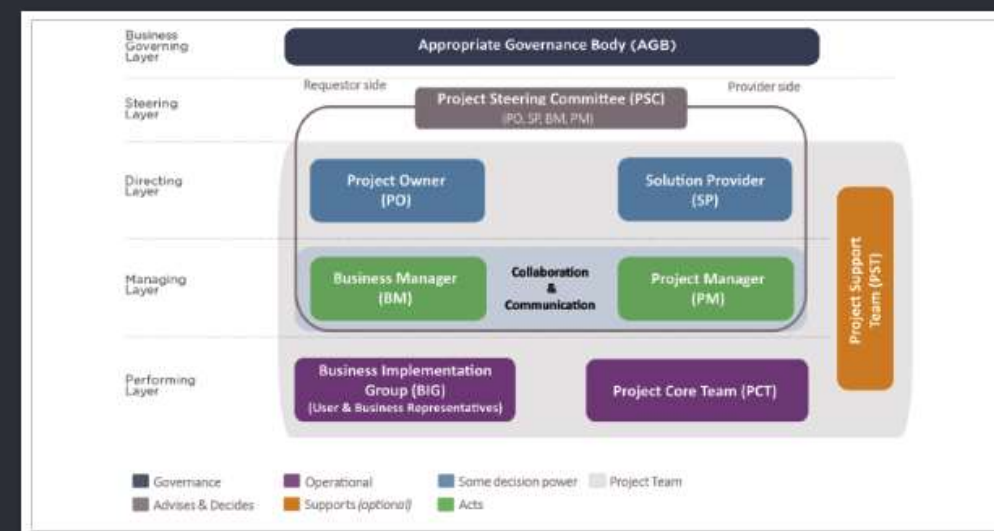 Business
Governing
Layer
Appropriate Governance Body (AGB)
Requestor side
Provider side
Steering
Layer
Project Steering Committee (PSC)
(PO, SP, BM, PM)
Directing
Layer
Project Owner
(PO)
Solution Provider
(SP)
Managing
Layer
Business Manager
(BM)
Collaboration
&
Communication
Project Manager
(PM)
Project Support
Team (PST)
Performing
Layer
Business Implementation
Group (BIG)
(User & Business Representatives)
Project Core Team (PCT)
Governance
Operational
Some decision power
Project Team
Advises & Decides
Supports (optional)
Acts